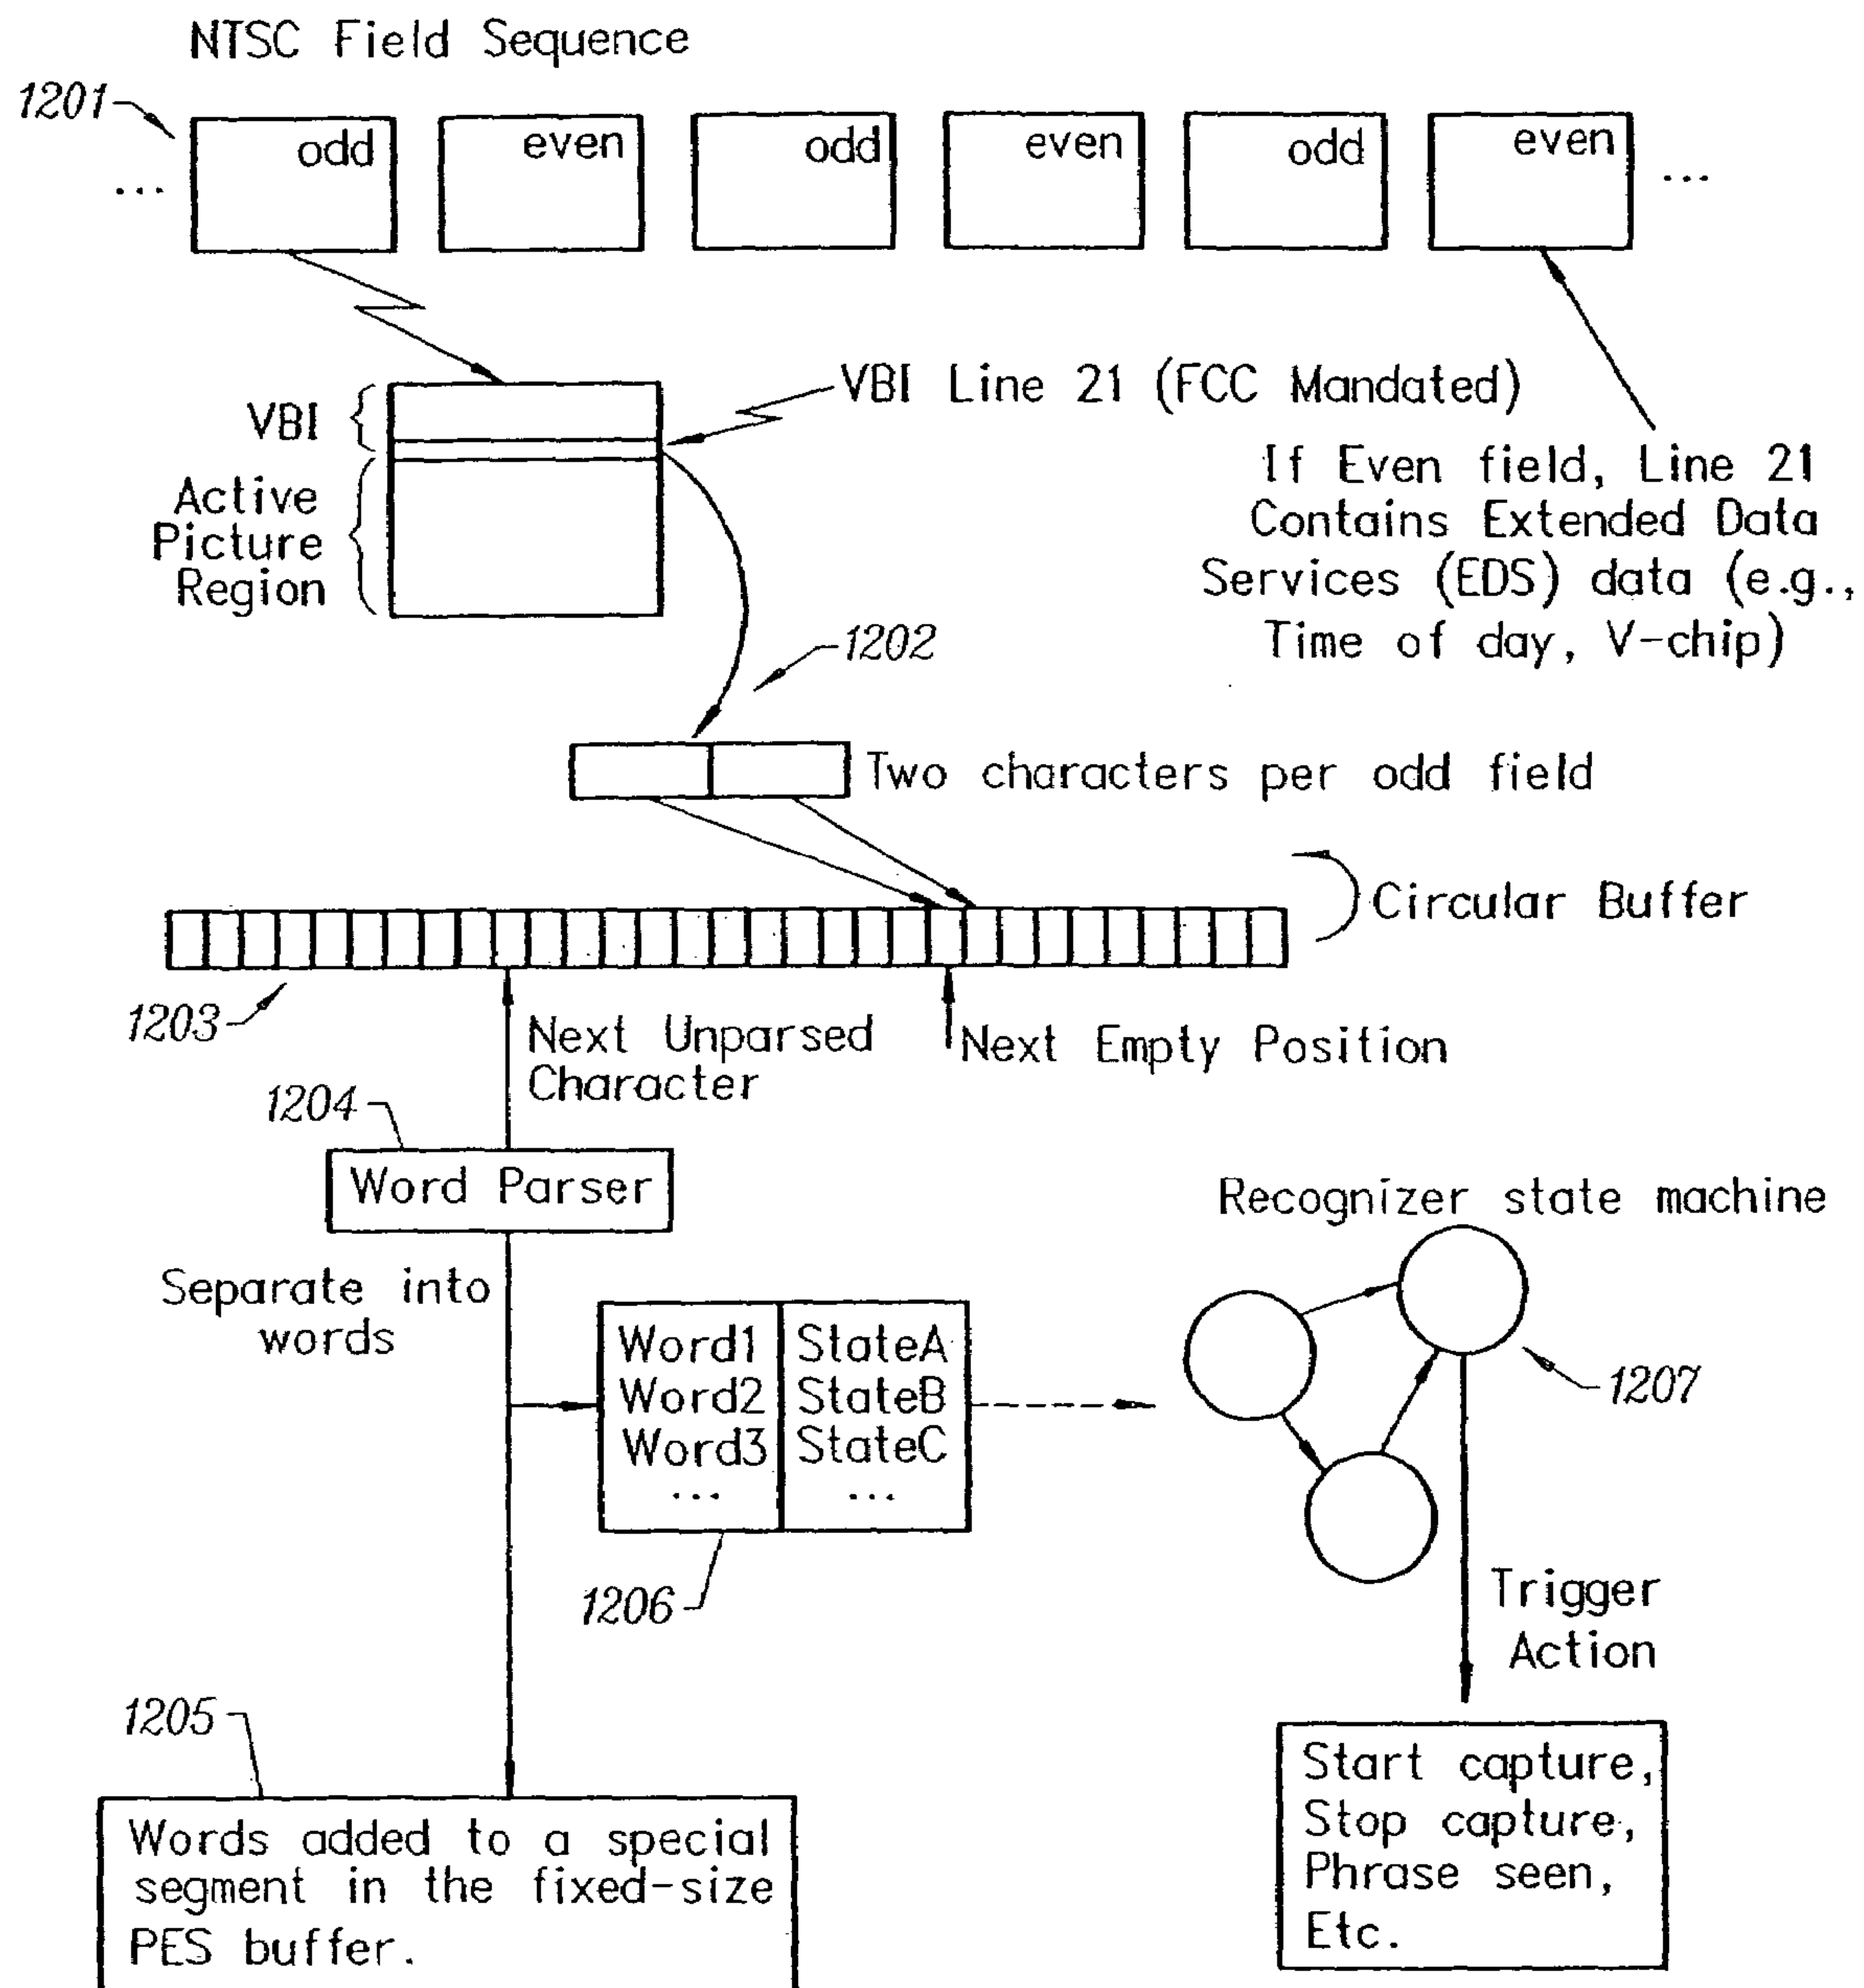 NTSC Field Sequence
1201
odd
even
odd
even
odd
even
...
...
VBI
VBI Line 21 (FCC Mandated)
Active
Picture
Region
If Even field, Line 21
Contains Extended Data
Services (EDS) data (e.g.,
Time of day, V-chip)
1202
Two characters per odd field
Circular Buffer
1203
Next Unparsed
Character
Next Empty Position
1204
Word Parser
Recognizer state machine
Separate into
words
Word1 StateA
Word2 StateB
Word3 StateC
... ...
1207
1206
Trigger
Action
1205
Words added to a special
segment in the fixed-size
PES buffer.
Start capture,
Stop capture,
Phrase seen,
Etc.